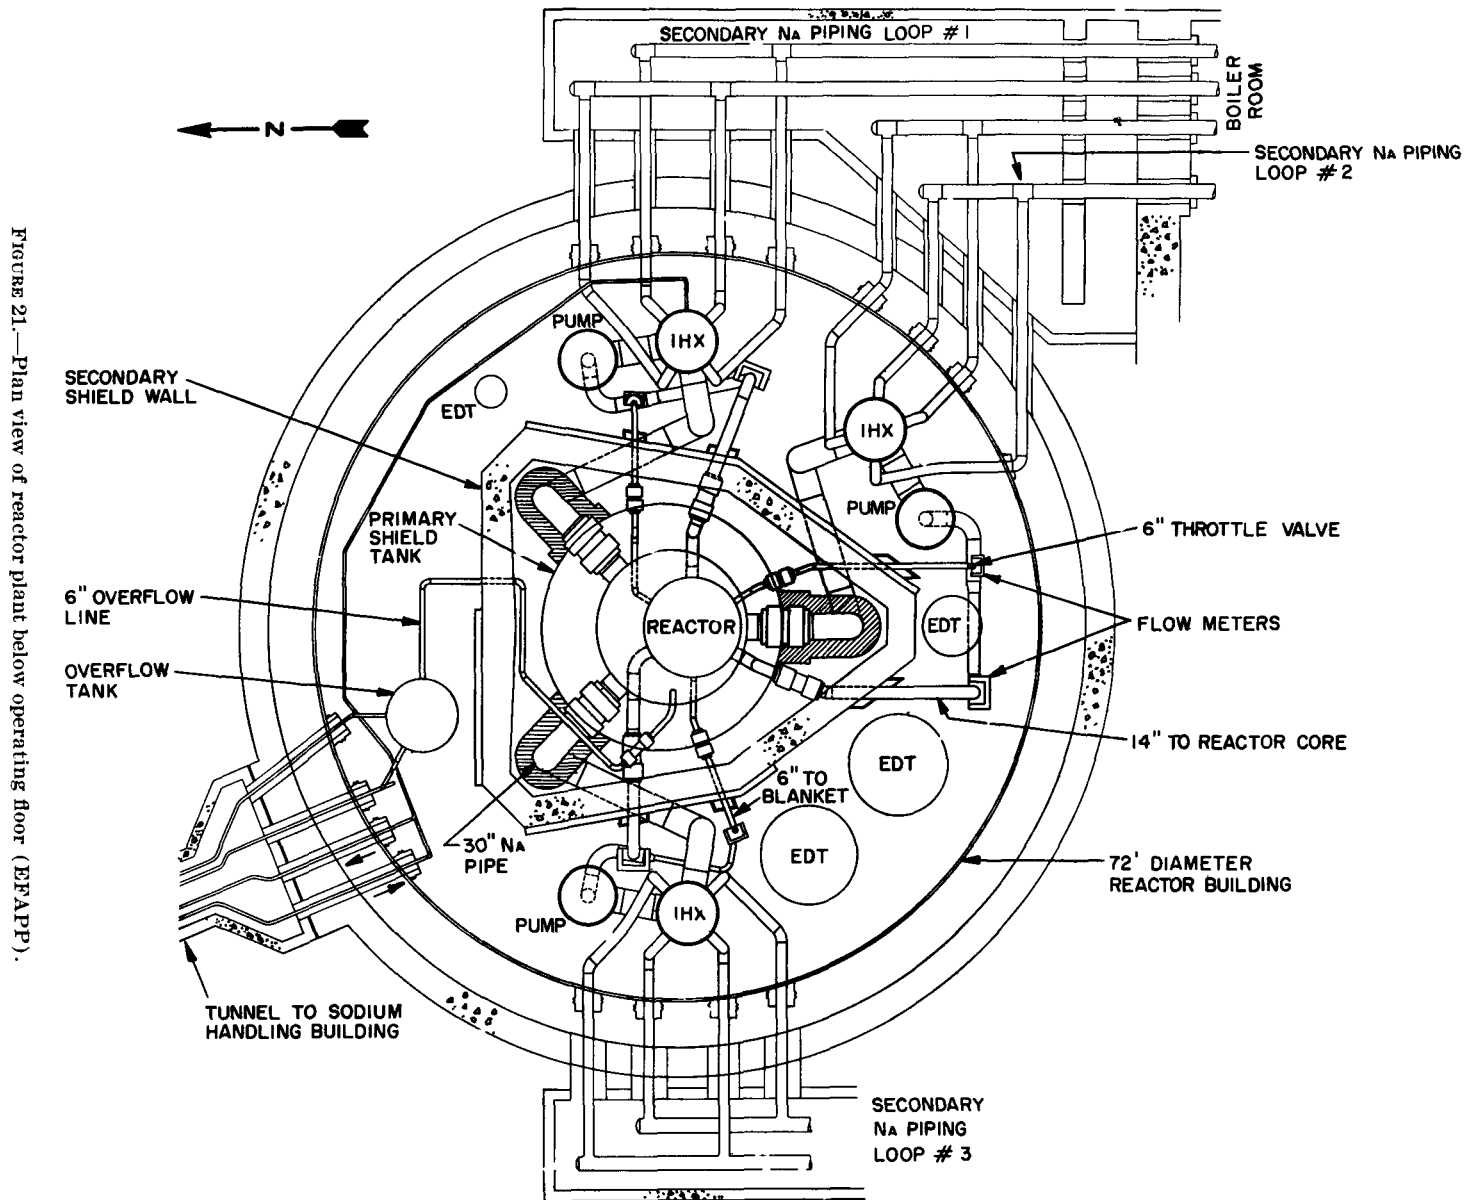 SECONDARY NA PIPING LOOP #1
BOILER
ROOM
N
SECONDARY NA PIPING
LOOP #2
PUMP
IHX
SECONDARY
SHIELD WALL
EDT
IHX
PRIMARY
SHIELD
TANK
PUMP
6" THROTTLE VALVE
6" OVERFLOW
LINE
REACTOR
EDT
FLOW METERS
OVERFLOW
TANK
14" TO REACTOR CORE
EDT
6" TO
BLANKET
30" NA
PIPE
EDT
72' DIAMETER
REACTOR BUILDING
PUMP
IHX
TUNNEL TO SODIUM
HANDLING BUILDING
SECONDARY
NA PIPING
LOOP # 3
FIGURE 21.—Plan view of reactor plant below operating floor (EFAPP).